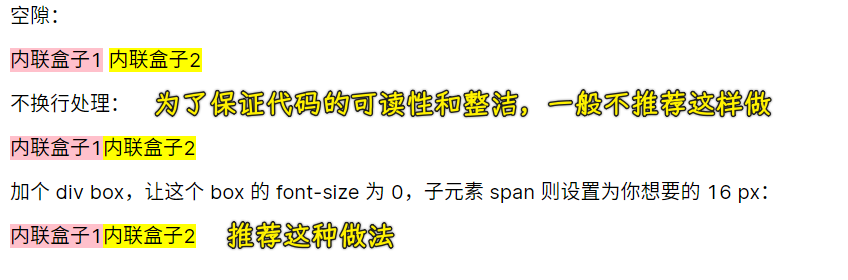 空隙：
内联盒子1 内联盒子2
不换行处理： 为了保证代码的可读性和整洁，一般不推荐这样做
内联盒子1内联盒子2
加个 div box，让这个 box 的 font-size 为 0，子元素 span 则设置为你想要的 16 px：
内联盒子1内联盒子2 推荐这种做法